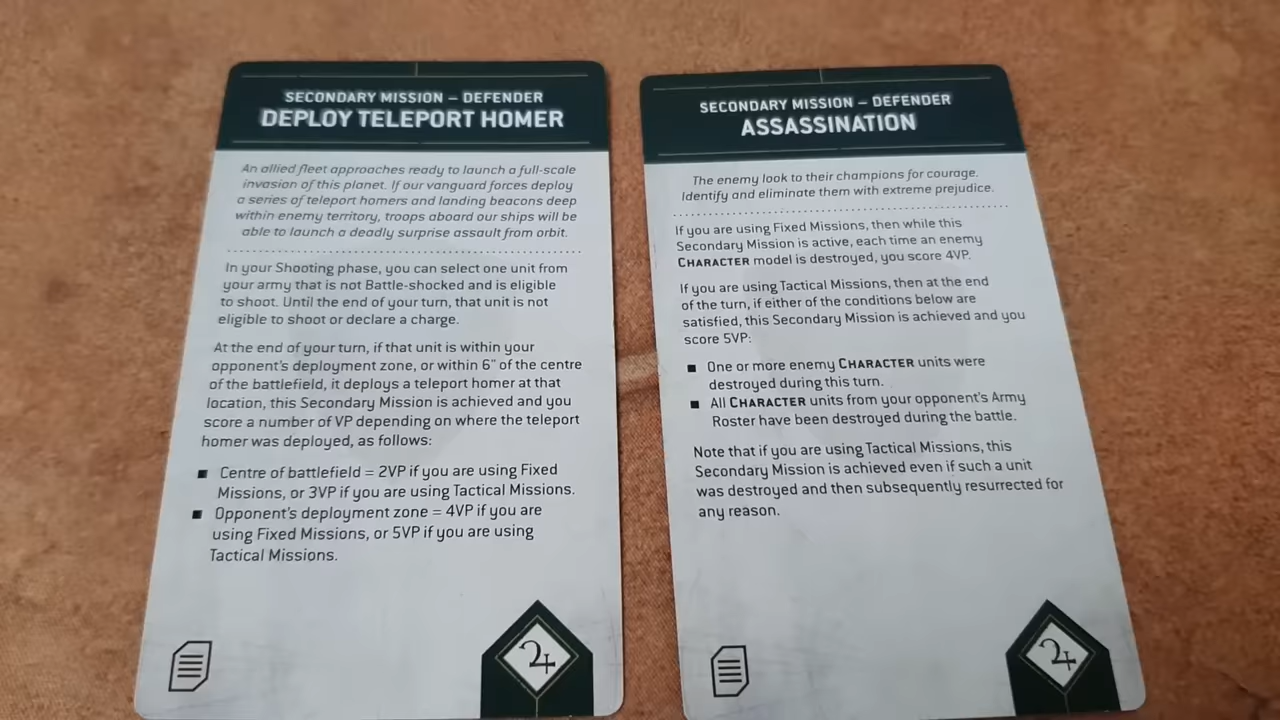 SECONDARY MISSION – DEFENDER
DEPLOY TELEPORT HOMER
An allied fleet approaches ready to launch a full-scale
invasion of this planet. If our vanguard forces deploy
a series of teleport homers and landing beacons deep
within enemy territory, troops aboard our ships will be
able to launch a deadly surprise assault from orbit.
In your Shooting phase, you can select one unit from
your army that is not Battle-shocked and is eligible
to shoot. Until the end of your turn, that unit is not
eligible to shoot or declare a charge.
At the end of your turn, if that unit is within your
opponent's deployment zone, or within 6" of the centre
of the battlefield, it deploys a teleport homer at that
location, this Secondary Mission is achieved and you
score a number of VP depending on where the teleport
homer was deployed, as follows:
■ Centre of battlefield = 2VP if you are using Fixed
Missions, or 3VP if you are using Tactical Missions.
■ Opponent's deployment zone = 4VP if you are
using Fixed Missions, or 5VP if you are using
Tactical Missions.
SECONDARY MISSION – DEFENDER
ASSASSINATION
The enemy look to their champions for courage.
Identify and eliminate them with extreme prejudice.
If you are using Fixed Missions, then while this
Secondary Mission is active, each time an enemy
CHARACTER model is destroyed, you score 4VP.
If you are using Tactical Missions, then at the end
of the turn, if either of the conditions below are
satisfied, this Secondary Mission is achieved and you
score 5VP:
■ One or more enemy CHARACTER units were
destroyed during this turn.
■ All CHARACTER units from your opponent's Army
Roster have been destroyed during the battle.
Note that if you are using Tactical Missions, this
Secondary Mission is achieved even if such a unit
was destroyed and then subsequently resurrected for
any reason.